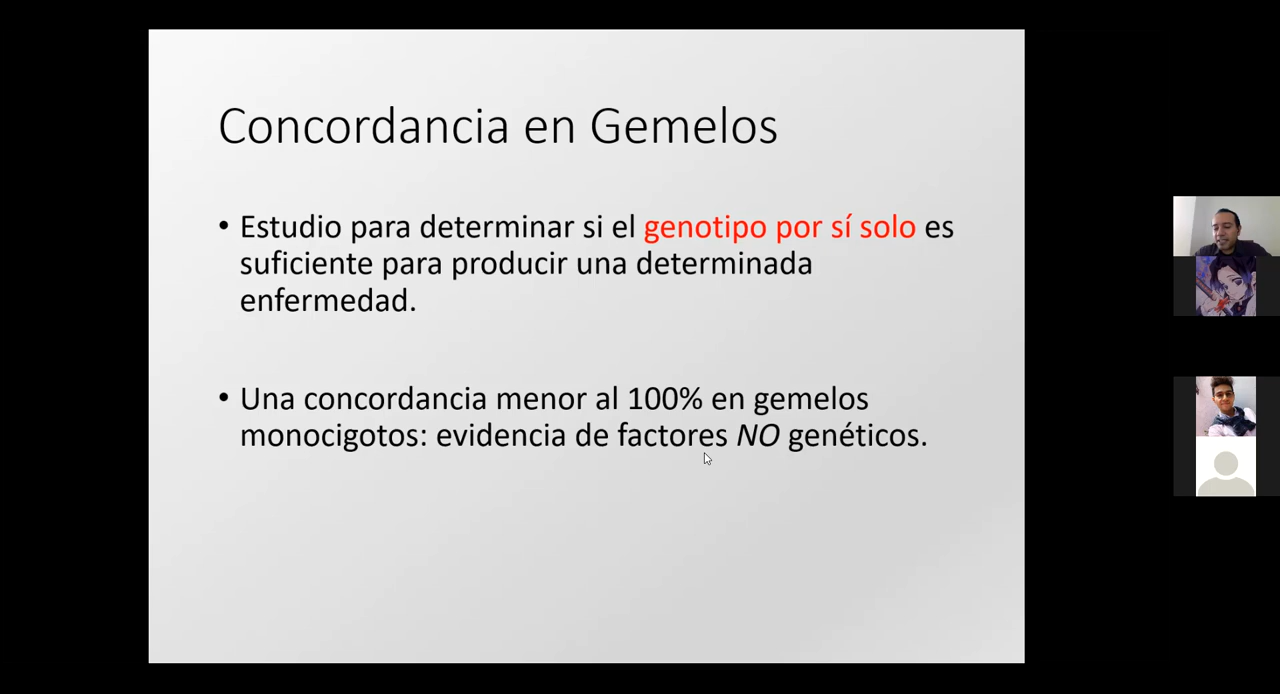 Concordancia en Gemelos
• Estudio para determinar si el genotipo por sí solo es
suficiente para producir una determinada
enfermedad.
• Una concordancia menor al 100% en gemelos
monocigotos: evidencia de factores NO genéticos.